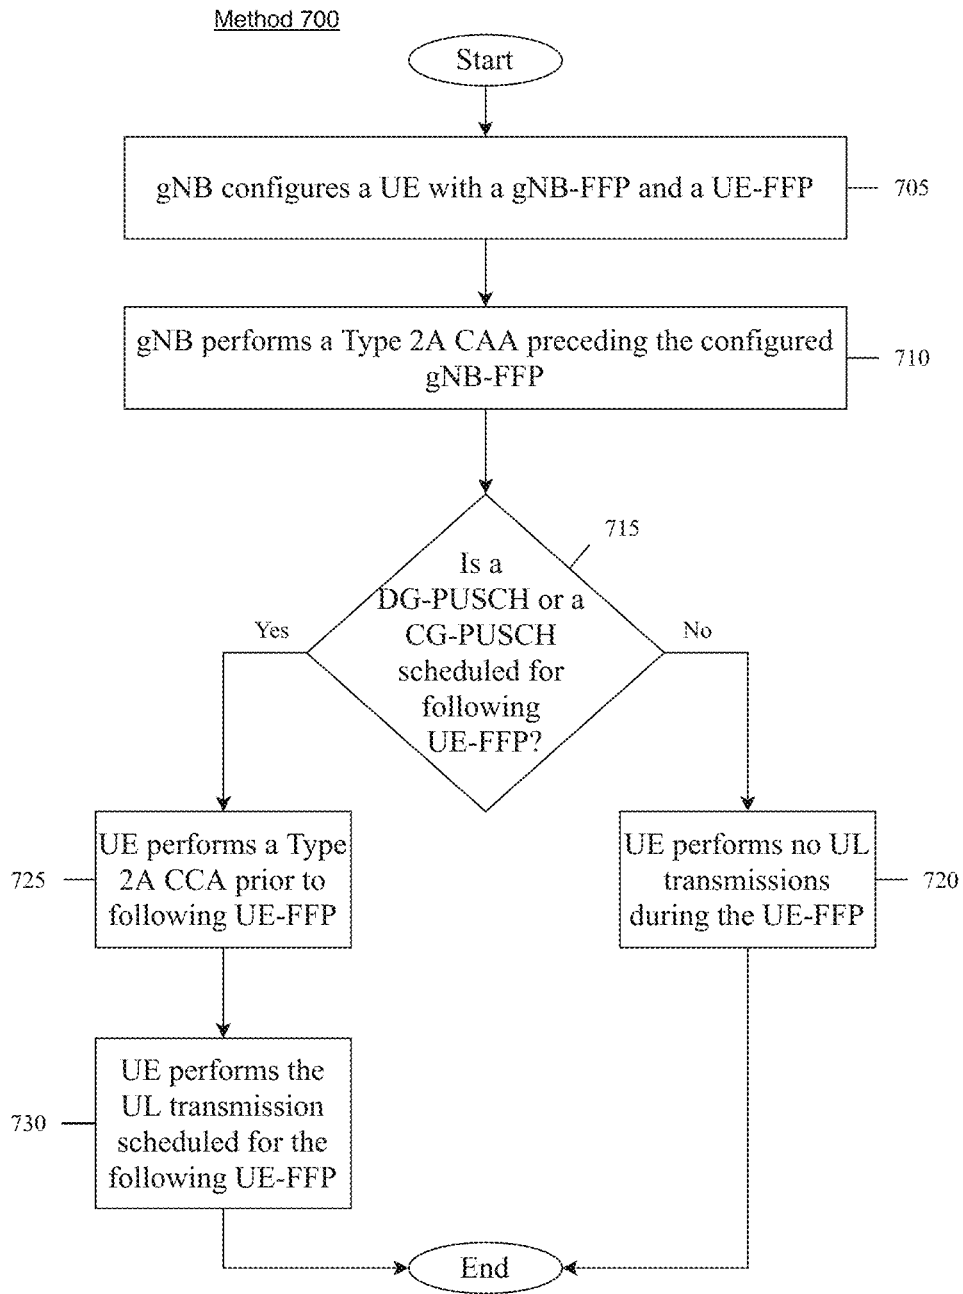 Method 700
Start
gNB configures a UE with a gNB-FFP and a UE-FFP
705
gNB performs a Type 2A CAA preceding the configured
gNB-FFP
710
715
Is a
DG-PUSCH or a
CG-PUSCH
scheduled for
following
UE-FFP?
Yes
No
UE performs a Type
2A CCA prior to
following UE-FFP
725
UE performs no UL
transmissions
during the UE-FFP
720
UE performs the
UL transmission
scheduled for the
following UE-FFP
730
End